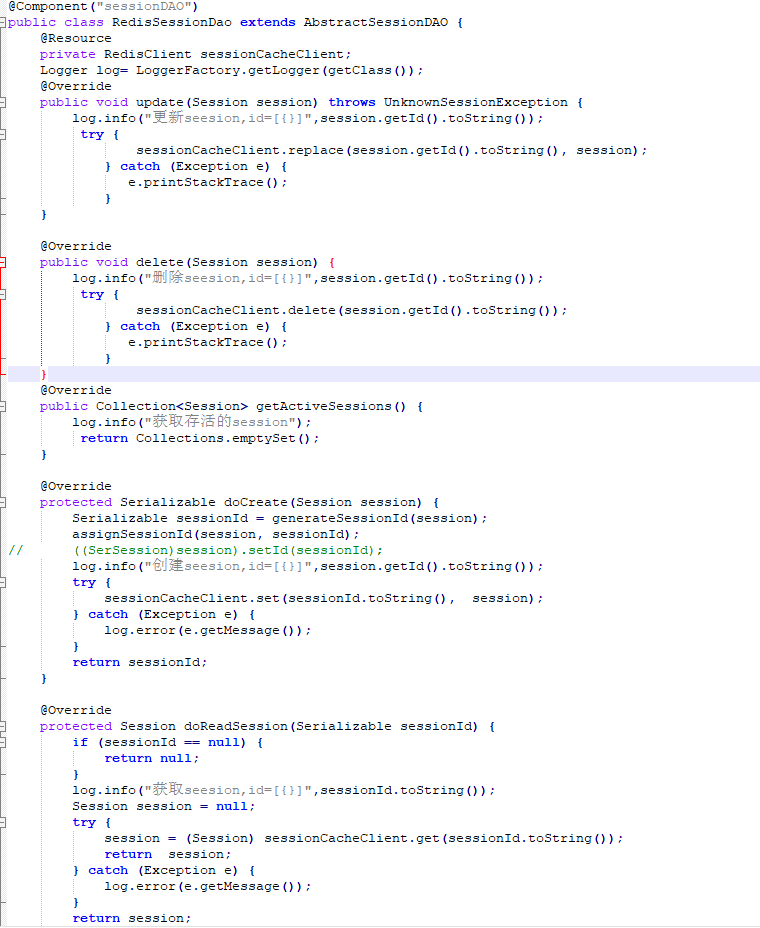 @Component("sessionDAO")
public class RedisSessionDao extends AbstractSessionDAO {
    @Resource
    private RedisClient sessionCacheClient;
    Logger log= LoggerFactory.getLogger(getClass());
    @Override
    public void update(Session session) throws UnknownSessionException {
        log.info("更新seesion,id=[{}]",session.getId().toString());
         try {
                sessionCacheClient.replace(session.getId().toString(), session);
            } catch (Exception e) {
               e.printStackTrace();
            }
    }
    @Override
    public void delete(Session session) {
        log.info("删除seesion,id=[{}]",session.getId().toString());
         try {
                sessionCacheClient.delete(session.getId().toString());
            } catch (Exception e) {
               e.printStackTrace();
            }
    }
    @Override
    public Collection<Session> getActiveSessions() {
        log.info("获取存活的session");
         return Collections.emptySet();
    }
    @Override
    protected Serializable doCreate(Session session) {
        Serializable sessionId = generateSessionId(session);
        assignSessionId(session, sessionId);
//      ((SerSession)session).setId(sessionId);
        log.info("创建seesion,id=[{}]",session.getId().toString());
        try {
            sessionCacheClient.set(sessionId.toString(),  session);
        } catch (Exception e) {
            log.error(e.getMessage());
        }
        return sessionId;
    }
    @Override
    protected Session doReadSession(Serializable sessionId) {
        if (sessionId == null) {
            return null;
        }
        log.info("获取seesion,id=[{}]",sessionId.toString());
        Session session = null;
        try {
            session = (Session) sessionCacheClient.get(sessionId.toString());
            return  session;
        } catch (Exception e) {
            log.error(e.getMessage());
        }
        return session;